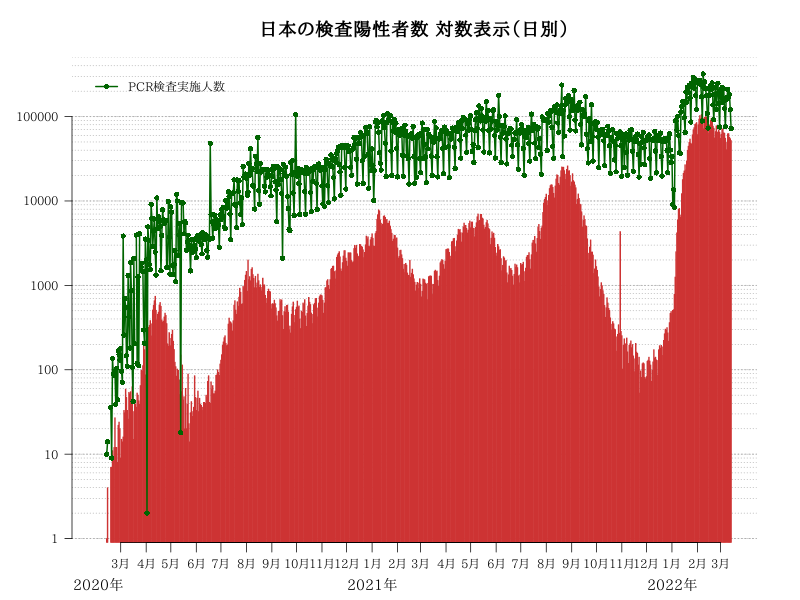 日本の検査陽性者数 対数表示(日別)
PCR検査実施人数
100000
10000
1000
100
10
1
3月 4月 5月 6月 7月 8月 9月 10月 11月 12月 1月 2月 3月 4月 5月 6月 7月 8月 9月 10月 11月 12月 1月 2月 3月
2020年 2021年 2022年